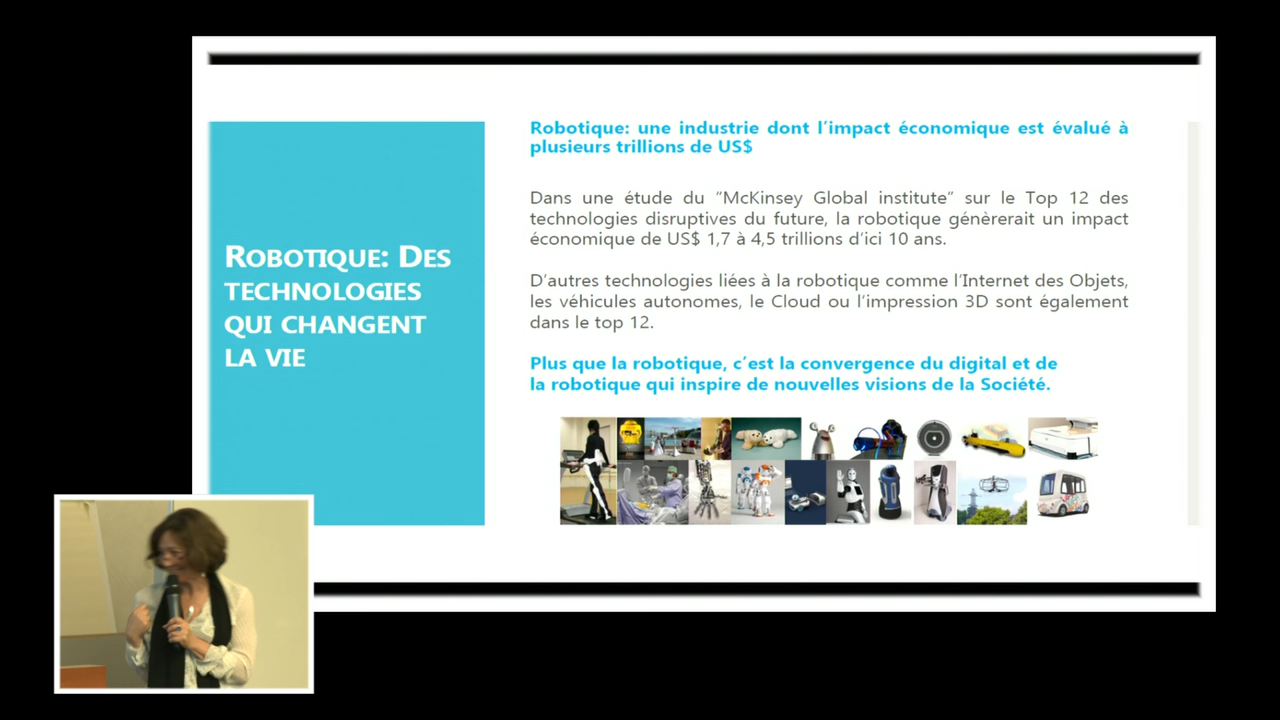 ROBOTIQUE: DES
TECHNOLOGIES
QUI CHANGENT
LA VIE
Robotique: une industrie dont l'impact économique est évalué à
plusieurs trillions de US$
Dans une étude du "McKinsey Global institute" sur le Top 12 des
technologies disruptives du future, la robotique génèrerait un impact
économique de US$ 1,7 à 4,5 trillions d'ici 10 ans.
D'autres technologies liées à la robotique comme l'Internet des Objets,
les véhicules autonomes, le Cloud ou l'impression 3D sont également
dans le top 12.
Plus que la robotique, c'est la convergence du digital et de
la robotique qui inspire de nouvelles visions de la Société.